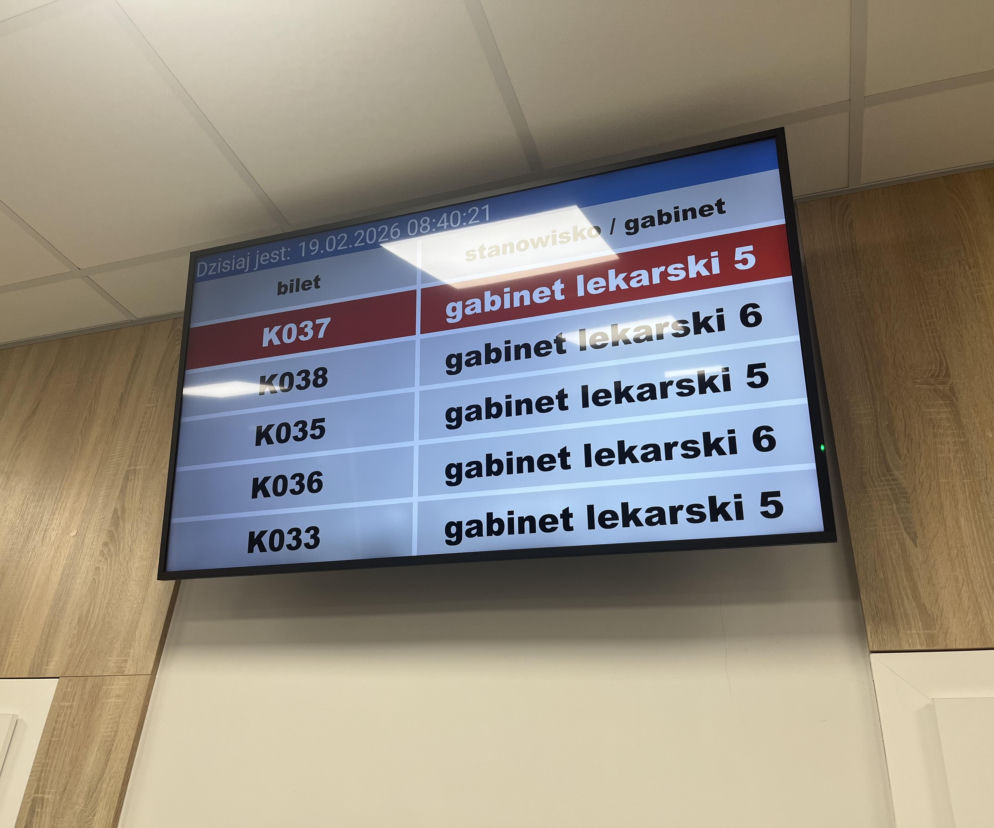 Dzisiaj jest: 19.02.2026 08:40:21
bilet stanowisko / gabinet
K037 gabinet lekarski 5
K038 gabinet lekarski 6
K035 gabinet lekarski 5
K036 gabinet lekarski 6
K033 gabinet lekarski 5